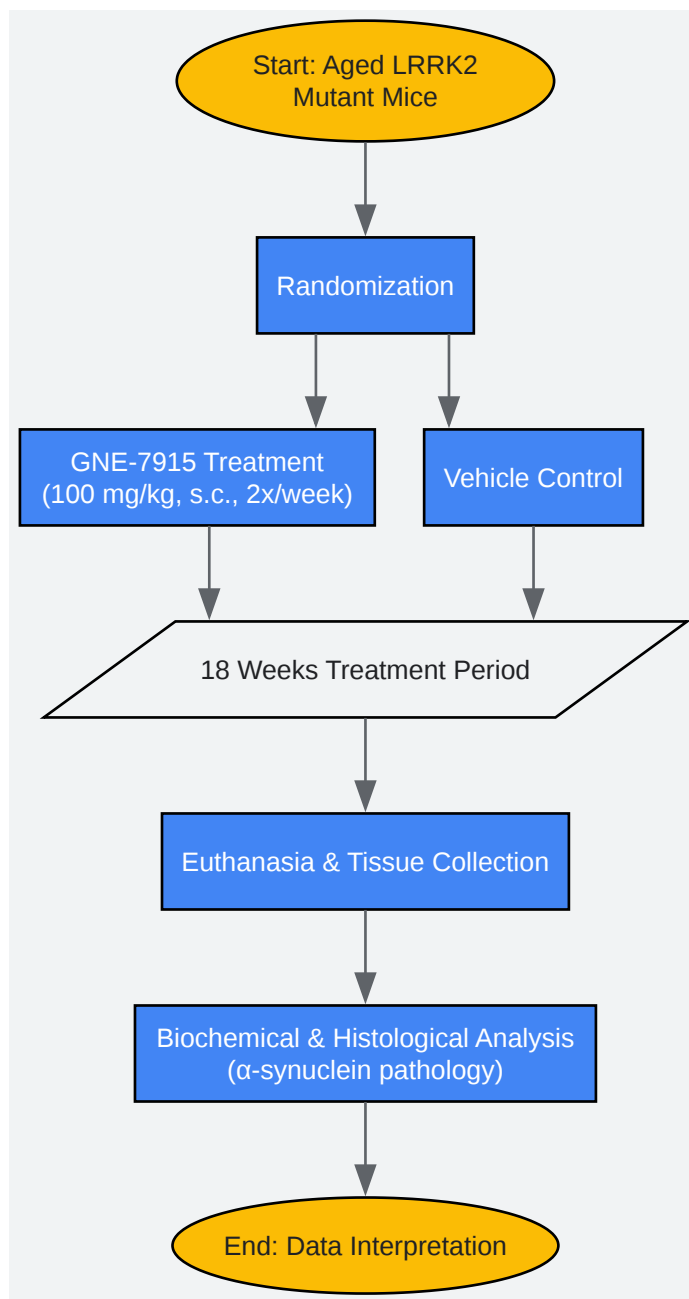 Start: Aged LRRK2
Mutant Mice
Randomization
GNE-7915 Treatment
(100 mg/kg, s.c., 2x/week)
Vehicle Control
18 Weeks Treatment Period
Euthanasia & Tissue Collection
Biochemical & Histological Analysis
(α-synuclein pathology)
End: Data Interpretation